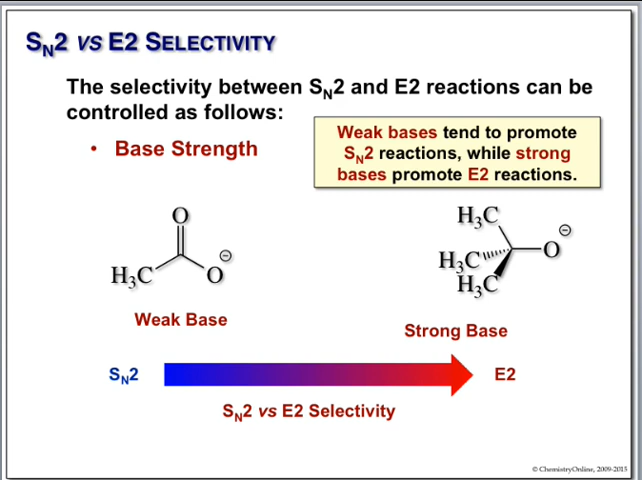 SN2 VS E2 SELECTIVITY
The selectivity between SN2 and E2 reactions can be
controlled as follows:
• Base Strength
Weak bases tend to promote
SN2 reactions, while strong
bases promote E2 reactions.
O
H3C
O
⊖
H3C
H3C
H3C
O
⊖
Weak Base
Strong Base
SN2
E2
SN2 vs E2 Selectivity
© ChemistryOnline, 2009-2015